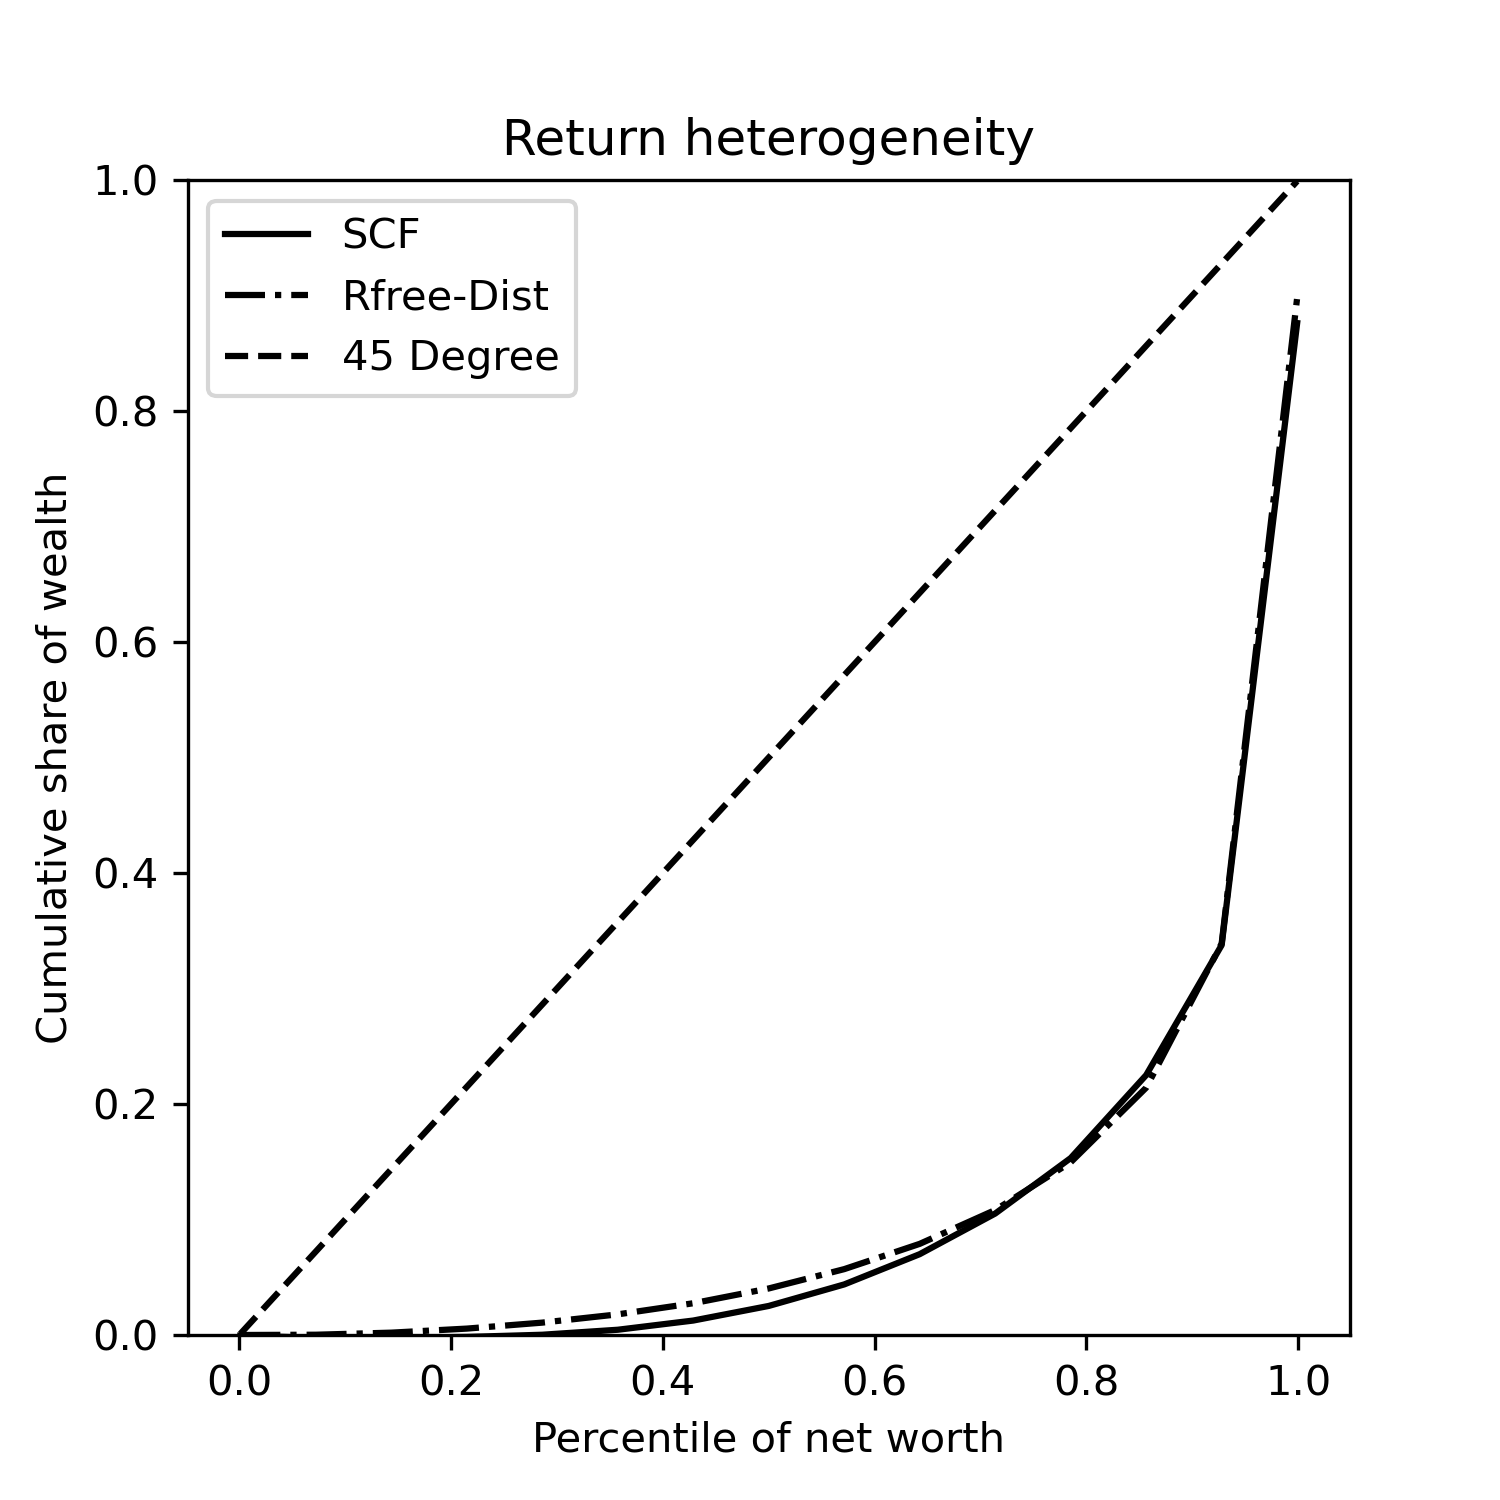 Return heterogeneity
1.0
0.8
0.6
0.4
0.2
0.0
Cumulative share of wealth
SCF
Rfree-Dist
45 Degree
0.0 0.2 0.4 0.6 0.8 1.0
Percentile of net worth